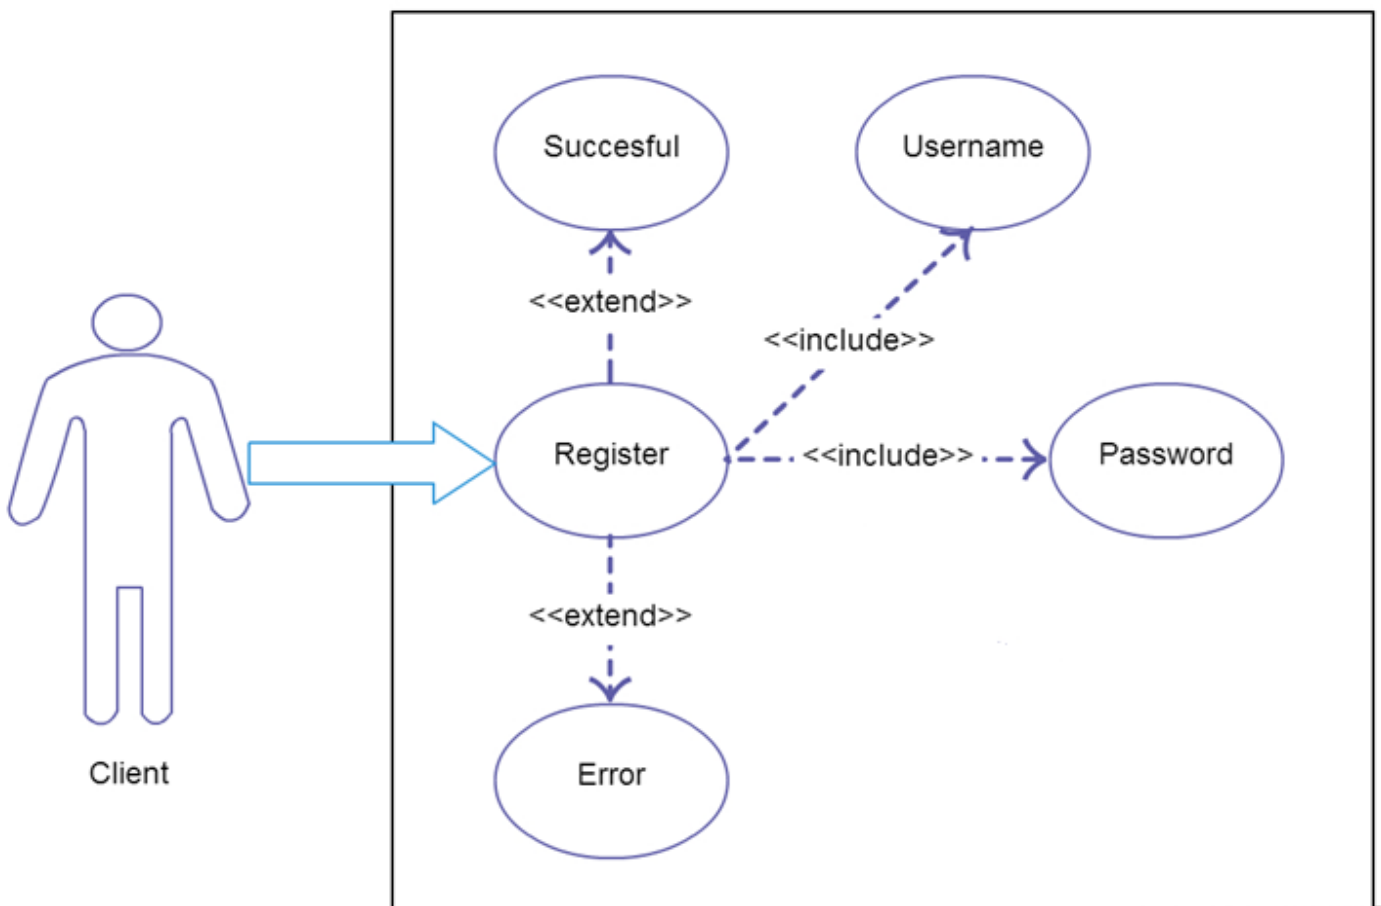 Succesful
Username
<<extend>>
<<include>>
Register
<<include>>
Password
<<extend>>
Client
Error